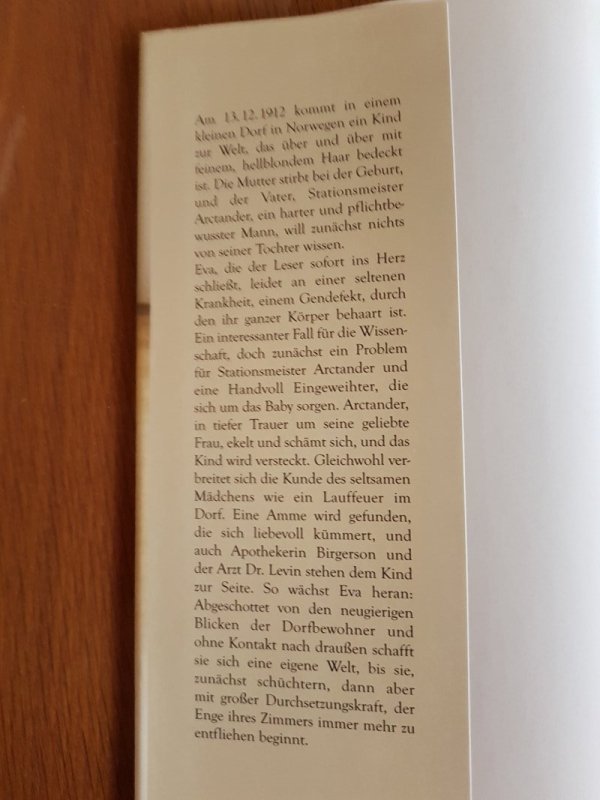 Am 13.12.1912 kommt in einem
kleinen Dorf in Norwegen ein Kind
zur Welt, das über und über mit
feinem, hellblondem Haar bedeckt
ist. Die Mutter stirbt bei der Geburt,
und der Vater, Stationsmeister
Arctander, ein harter und pflichtbe-
wusster Mann, will zunächst nichts
von seiner Tochter wissen.
Eva, die der Leser sofort ins Herz
schließt, leidet an einer seltenen
Krankheit, einem Gendefekt, durch
den ihr ganzer Körper behaart ist.
Ein interessanter Fall für die Wissen-
schaft, doch zunächst ein Problem
für Stationsmeister Arctander und
eine Handvoll Eingeweihter, die
sich um das Baby sorgen. Arctander,
in tiefer Trauer um seine geliebte
Frau, ekelt und schämt sich, und das
Kind wird versteckt. Gleichwohl ver-
breitet sich die Kunde des seltsamen
Mädchens wie ein Lauffeuer im
Dorf. Eine Amme wird gefunden,
die sich liebevoll kümmert, und
auch Apothekerin Birgerson und
der Arzt Dr. Levin stehen dem Kind
zur Seite. So wächst Eva heran:
Abgeschottet von den neugierigen
Blicken der Dorfbewohner und
ohne Kontakt nach draußen schafft
sie sich eine eigene Welt, bis sie,
zunächst schüchtern, dann aber
mit großer Durchsetzungskraft, der
Enge ihres Zimmers immer mehr zu
entfliehen beginnt.